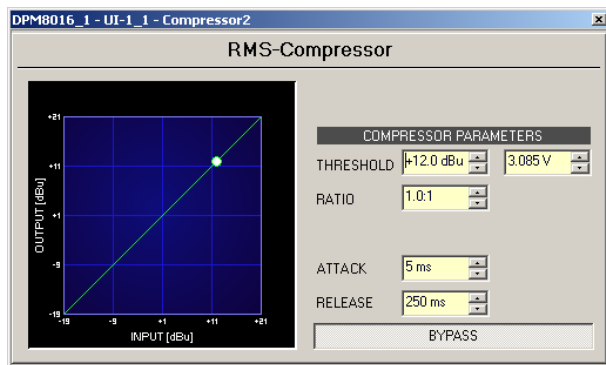 DPM8016_1 - UI-1_1 - Compressor2
RMS-Compressor
+21
+11
+1
-9
-19
OUTPUT [dBu]
-19 -9 +1 +11 +21
INPUT [dBu]
COMPRESSOR PARAMETERS
THRESHOLD +12.0 dBu 3.085 V
RATIO 1.0:1
ATTACK 5 ms
RELEASE 250 ms
BYPASS